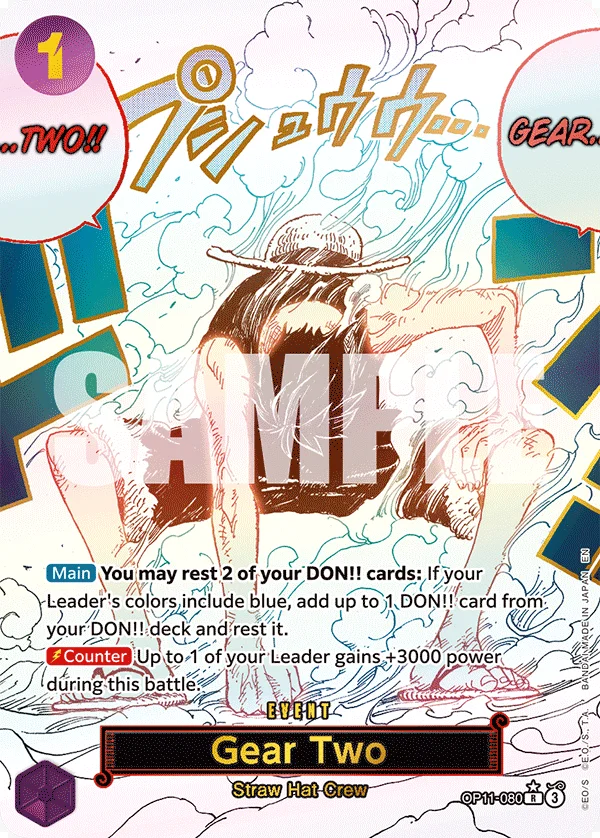 1
プシュウウ...
GEAR..
..TWO!!
SAMPLE
Main You may rest 2 of your DON!! cards: If your
Leader's colors include blue, add up to 1 DON!! card from
your DON!! deck and rest it.
Counter Up to 1 of your Leader gains +3000 power
during this battle.
EVENT
Gear Two
Straw Hat Crew
OP11-080 R 3
©EO/S ©E.O./S.,T.A. BANDAI MADE IN JAPAN EN